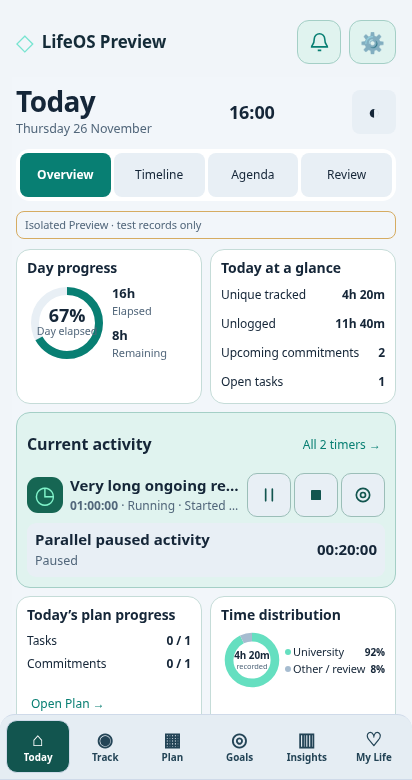 LifeOS Preview
Today
Thursday 26 November
16:00
Overview
Timeline
Agenda
Review
Isolated Preview · test records only
Day progress
67%
Day elapsed
16h
Elapsed
8h
Remaining
Today at a glance
Unique tracked 4h 20m
Unlogged 11h 40m
Upcoming commitments 2
Open tasks 1
Current activity
All 2 timers →
Very long ongoing re...
01:00:00 · Running · Started ...
Parallel paused activity
Paused
00:20:00
Today's plan progress
Tasks 0 / 1
Commitments 0 / 1
Open Plan →
Time distribution
4h 20m
recorded
University 92%
Other / review 8%
Today
Track
Plan
Goals
Insights
My Life